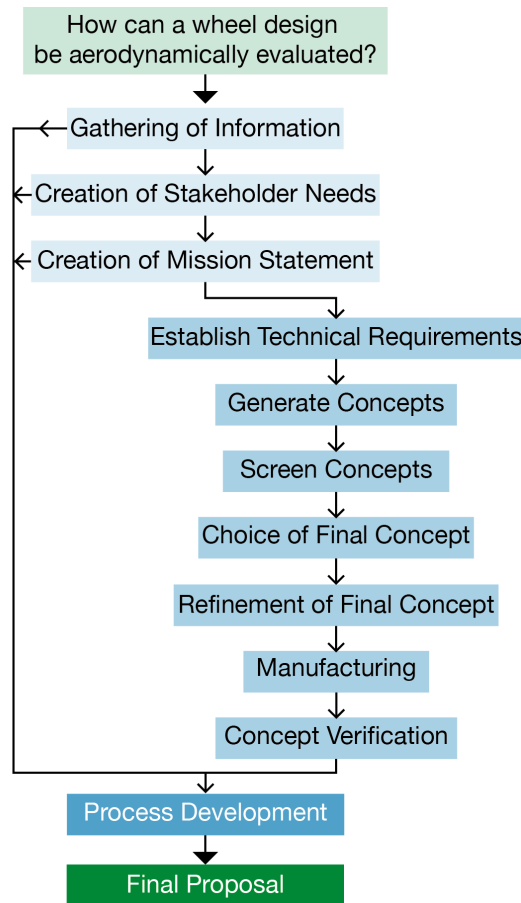 How can a wheel design
be aerodynamically evaluated?
Gathering of Information
Creation of Stakeholder Needs
Creation of Mission Statement
Establish Technical Requirements
Generate Concepts
Screen Concepts
Choice of Final Concept
Refinement of Final Concept
Manufacturing
Concept Verification
Process Development
Final Proposal